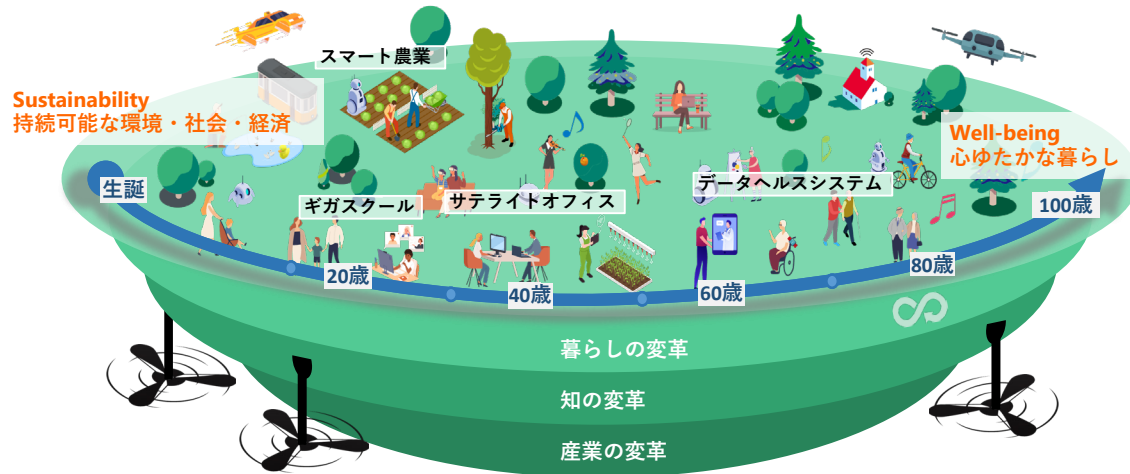 スマート農業
Sustainability
持続可能な環境・社会・経済
Well-being
心ゆたかな暮らし
生誕
ギガスクール
サテライトオフィス
データヘルスシステム
100歳
80歳
20歳
40歳
60歳
暮らしの変革
知の変革
産業の変革